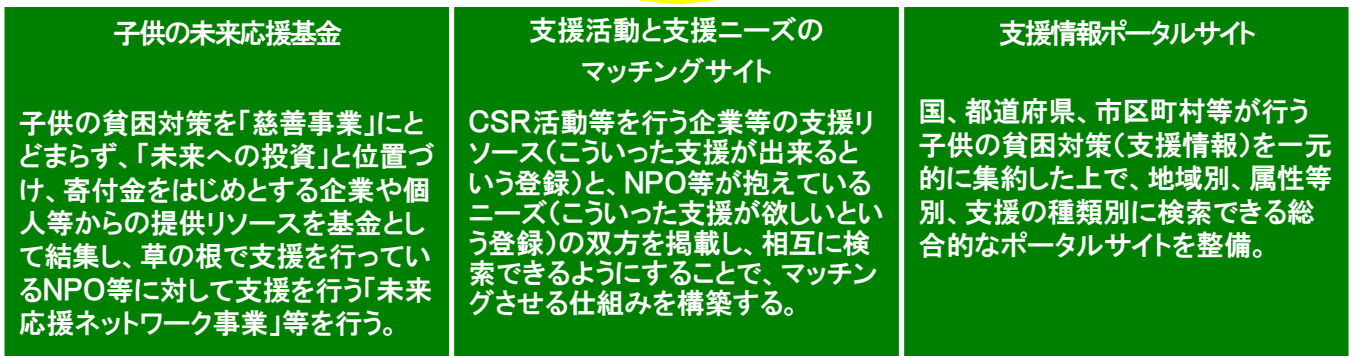 子供の未来応援基金
子供の貧困対策を「慈善事業」にと
どまらず、「未来への投資」と位置づ
け、寄付金をはじめとする企業や個
人等からの提供リソースを基金とし
て結集し、草の根で支援を行ってい
るNPO等に対して支援を行う「未来
応援ネットワーク事業」等を行う。
支援活動と支援ニーズの
マッチングサイト
CSR活動等を行う企業等の支援リ
ソース（こういった支援が出来ると
いう登録）と、NPO等が抱えている
ニーズ（こういった支援が欲しいとい
う登録）の双方を掲載し、相互に検
索できるようにすることで、マッチン
グさせる仕組みを構築する。
支援情報ポータルサイト
国、都道府県、市区町村等が行う
子供の貧困対策（支援情報）を一元
的に集約した上で、地域別、属性等
別、支援の種類別に検索できる総
合的なポータルサイトを整備。